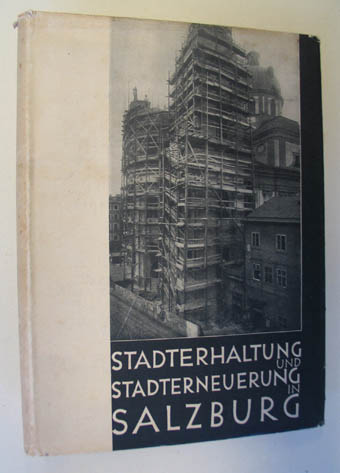 STADTERHALTUNG
UND
STADTERNEUERUNG
IN
SALZBURG